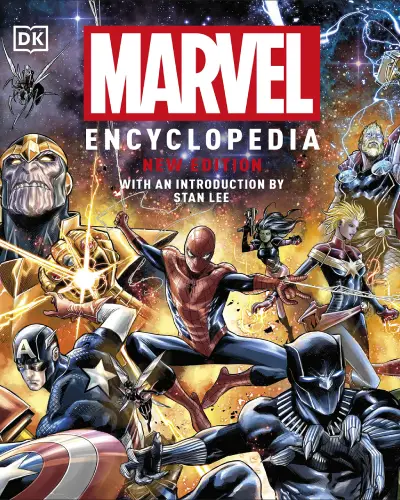 DK
MARVEL
ENCYCLOPEDIA
NEW EDITION
WITH AN INTRODUCTION BY
STAN LEE
A